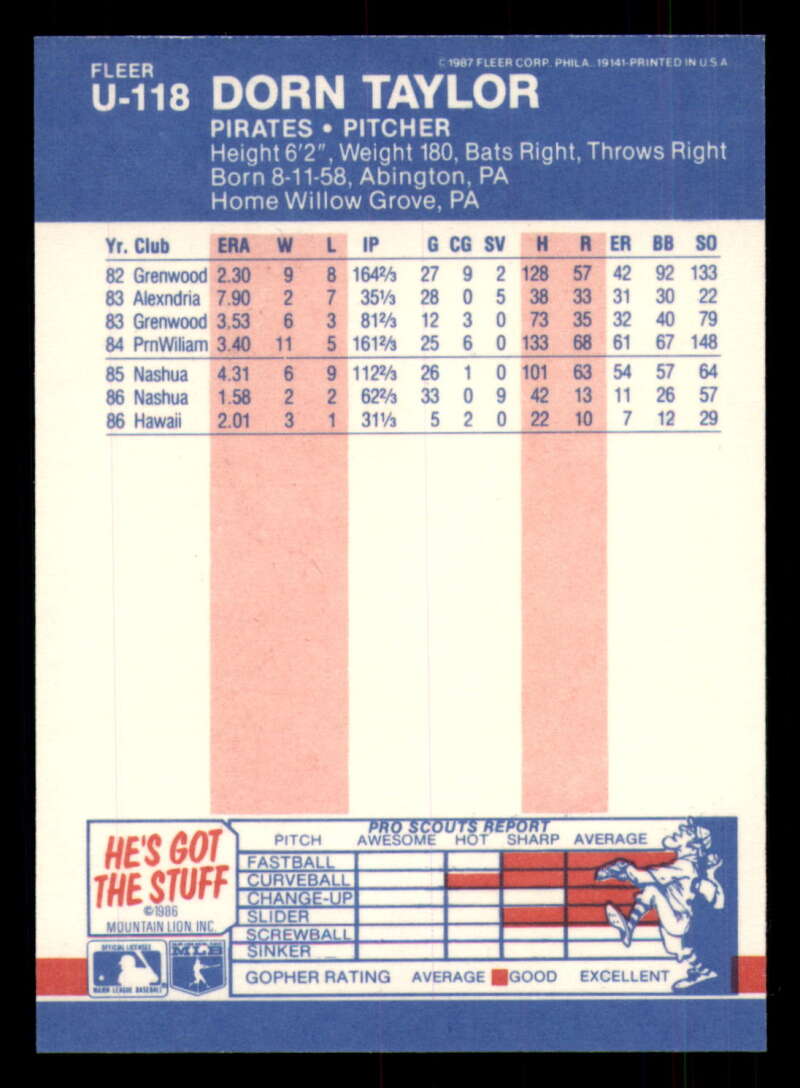 FLEER
© 1987 FLEER CORP. PHILA., 19141-PRINTED IN U.S.A
U-118 DORN TAYLOR
PIRATES • PITCHER
Height 6'2", Weight 180, Bats Right, Throws Right
Born 8-11-58, Abington, PA
Home Willow Grove, PA
Yr. Club ERA W L IP G CG SV H R ER BB SO
82 Grenwood 2.30 9 8 164⅔ 27 9 2 128 57 42 92 133
83 Alexndria 7.90 2 7 35⅓ 28 0 5 38 33 31 30 22
83 Grenwood 3.53 6 3 81⅔ 12 3 0 73 35 32 40 79
84 PrnWiliam 3.40 11 5 161⅔ 25 6 0 133 68 61 67 148
85 Nashua 4.31 6 9 112⅔ 26 1 0 101 63 54 57 64
86 Nashua 1.58 2 2 62⅔ 33 0 9 42 13 11 26 57
86 Hawaii 2.01 3 1 31⅓ 5 2 0 22 10 7 12 29
HE'S GOT
THE STUFF
©1986
MOUNTAIN LION, INC.
PRO SCOUTS REPORT
PITCH AWESOME HOT SHARP AVERAGE
FASTBALL
CURVEBALL
CHANGE-UP
SLIDER
SCREWBALL
SINKER
GOPHER RATING AVERAGE GOOD EXCELLENT
OFFICIAL LICENSEE
MAJOR LEAGUE BASEBALL
MLB